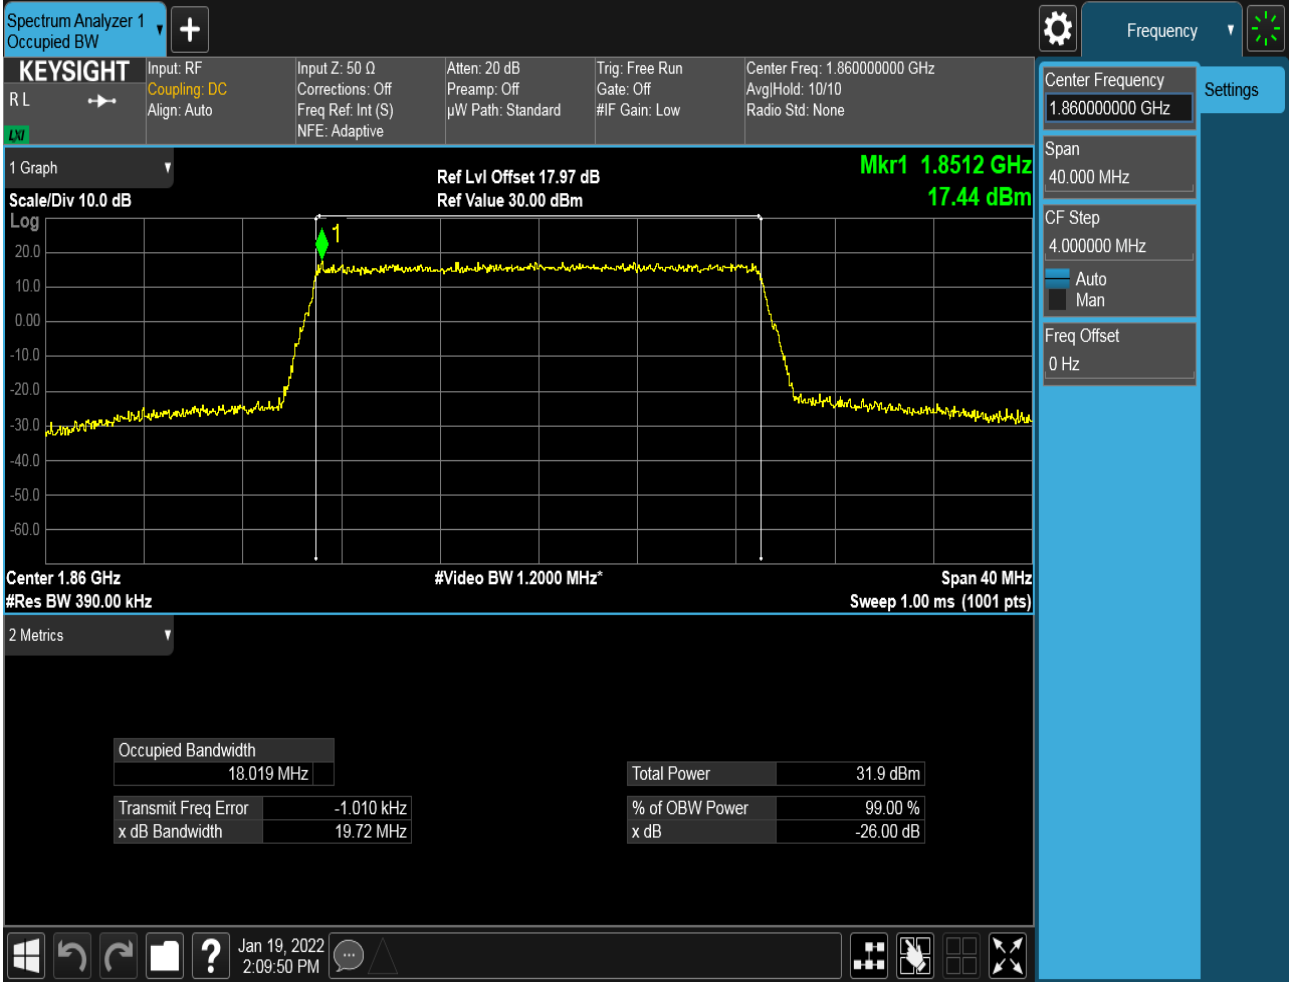 Spectrum Analyzer 1
Occupied BW
Frequency
KEYSIGHT
R L
LXI
Input: RF
Coupling: DC
Align: Auto
Input Z: 50 Ω
Corrections: Off
Freq Ref: Int (S)
NFE: Adaptive
Atten: 20 dB
Preamp: Off
µW Path: Standard
Trig: Free Run
Gate: Off
#IF Gain: Low
Center Freq: 1.860000000 GHz
Avg|Hold: 10/10
Radio Std: None
Center Frequency
1.860000000 GHz
Settings
Span
40.000 MHz
CF Step
4.000000 MHz
Auto
Man
Freq Offset
0 Hz
1 Graph
Ref Lvl Offset 17.97 dB
Mkr1 1.8512 GHz
Scale/Div 10.0 dB
Ref Value 30.00 dBm
17.44 dBm
Log
1
20.0
10.0
0.00
-10.0
-20.0
-30.0
-40.0
-50.0
-60.0
Center 1.86 GHz
#Video BW 1.2000 MHz*
Span 40 MHz
#Res BW 390.00 kHz
Sweep 1.00 ms (1001 pts)
2 Metrics
Occupied Bandwidth
18.019 MHz
Total Power 31.9 dBm
Transmit Freq Error -1.010 kHz
% of OBW Power 99.00 %
x dB Bandwidth 19.72 MHz
x dB -26.00 dB
?
Jan 19, 2022
2:09:50 PM